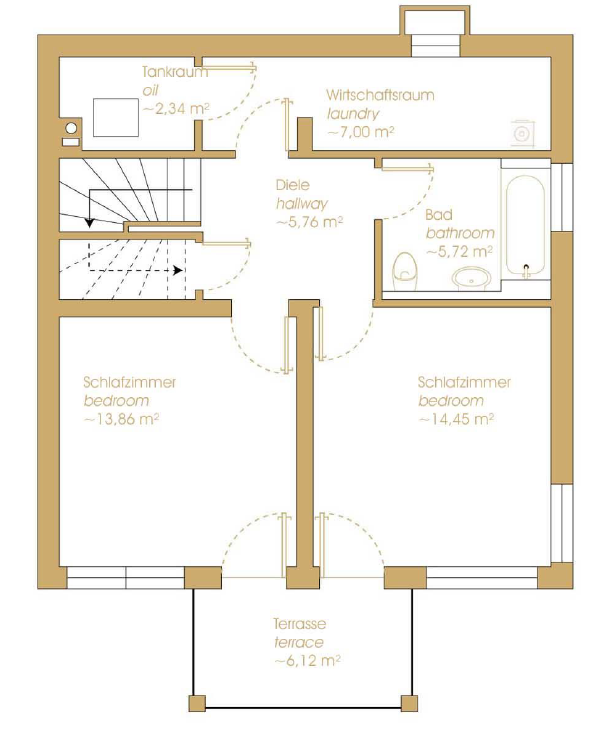 Tankraum
oil
~2,34 m²
Wirtschaftsraum
laundry
~7,00 m²
Diele
hallway
~5,76 m²
Bad
bathroom
~5,72 m²
Schlafzimmer
bedroom
~13,86 m²
Schlafzimmer
bedroom
~14,45 m²
Terrasse
terrace
~6,12 m²